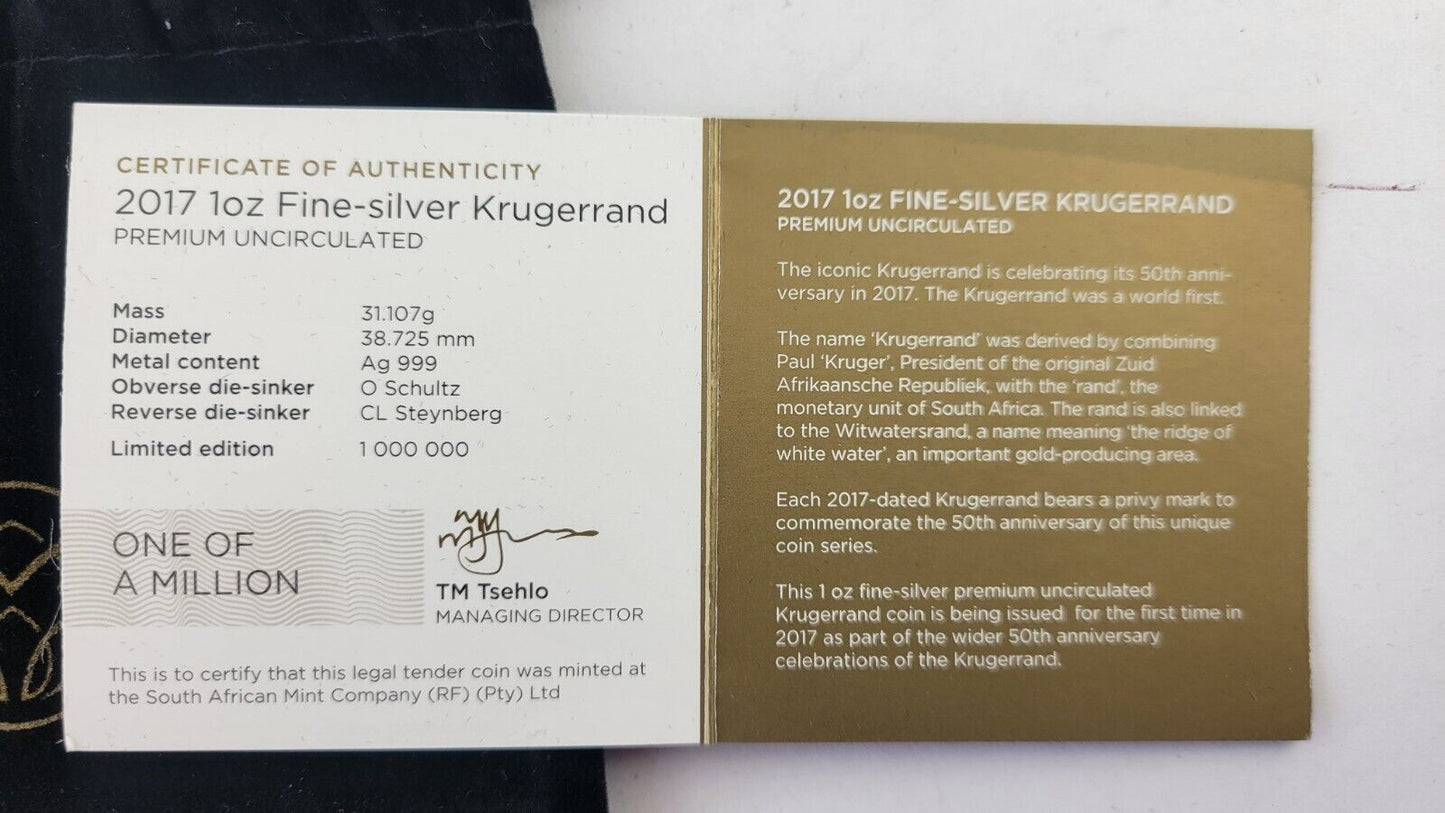 CERTIFICATE OF AUTHENTICITY
2017 1oz Fine-silver Krugerrand
PREMIUM UNCIRCULATED
Mass 31.107g
Diameter 38.725 mm
Metal content Ag 999
Obverse die-sinker O Schultz
Reverse die-sinker CL Steynberg
Limited edition 1 000 000
ONE OF
A MILLION
TM Tsehlo
MANAGING DIRECTOR
This is to certify that this legal tender coin was minted at
the South African Mint Company (RF) (Pty) Ltd
2017 1oz FINE-SILVER KRUGERRAND
PREMIUM UNCIRCULATED
The iconic Krugerrand is celebrating its 50th anni-
versary in 2017. The Krugerrand was a world first.
The name ‘Krugerrand’ was derived by combining
Paul ‘Kruger’, President of the original Zuid
Afrikaansche Republiek, with the ‘rand’, the
monetary unit of South Africa. The rand is also linked
to the Witwatersrand, a name meaning ‘the ridge of
white water’, an important gold-producing area.
Each 2017-dated Krugerrand bears a privy mark to
commemorate the 50th anniversary of this unique
coin series.
This 1 oz fine-silver premium uncirculated
Krugerrand coin is being issued for the first time in
2017 as part of the wider 50th anniversary
celebrations of the Krugerrand.